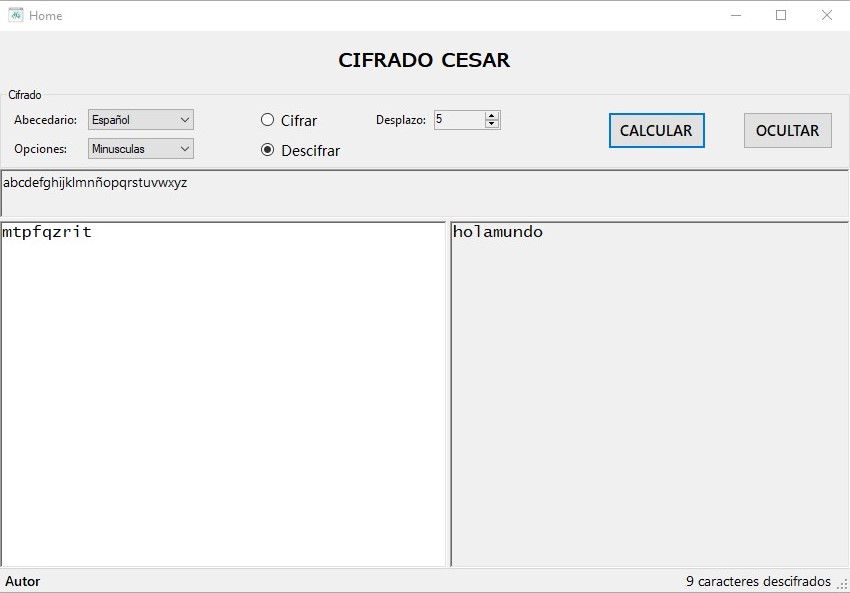 Home
CIFRADO CESAR
Cifrado
Abecedario: Español Cifrar Desplazo: 5 CALCULAR OCULTAR
Opciones: Minusculas Descifrar
abcdefghijklmnñopqrstuvwxyz
mtpfqzrit holamundo
Autor 9 caracteres descifrados